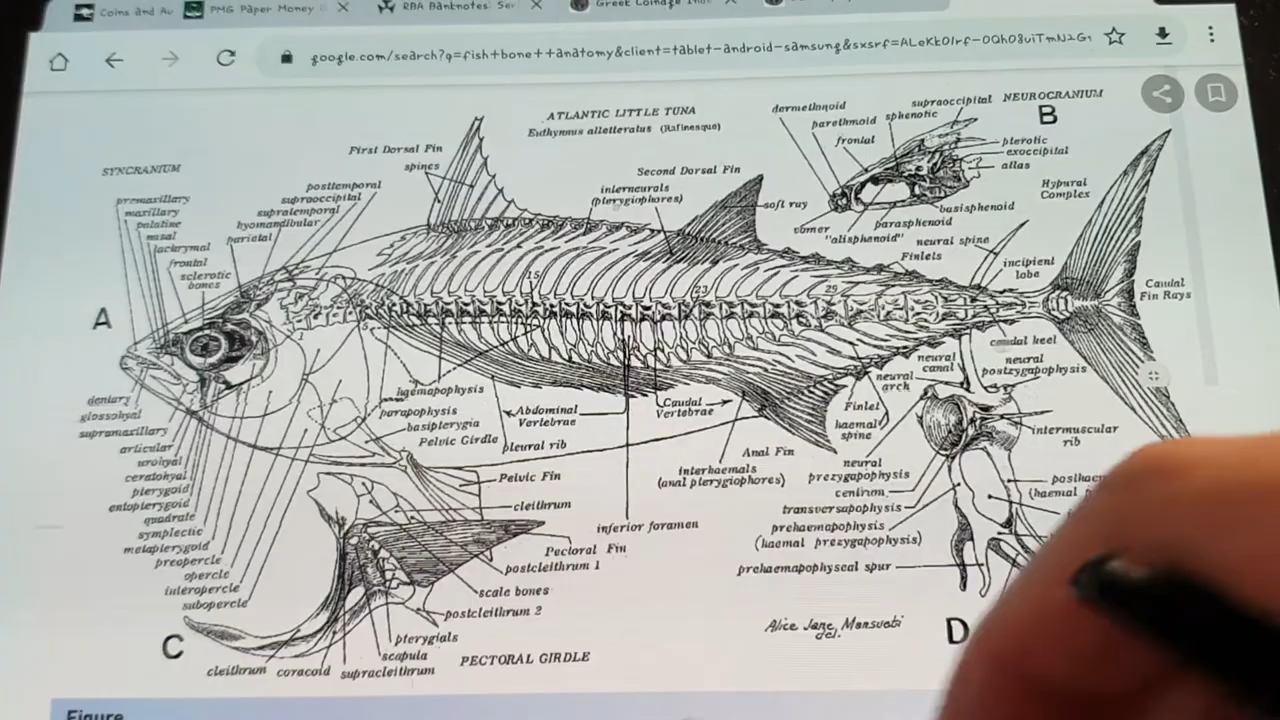 Coins and Au
PMG Paper Money
RBA Banknotes: Ser
Greek Coinage
google.com/search?q=fish+bone++anatomy&client=tablet-android-samsung&sxsrf=
SYNCRANIUM
premaxillary
maxillary
palatine
nasal
lachrymal
frontal
sclerotic
bones
posttemporal
supraoccipital
supratemporal
hyomandibular
parietal
First Dorsal Fin
spines
ATLANTIC LITTLE TUNA
Euthynnus alletteratus (Rafinesque)
Second Dorsal Fin
interneurals
(pterygiophores)
soft ray
dermethmoid
parethmoid
frontal
sphenotic
supraoccipital
NEUROCRANIUM
B
pterotic
exoccipital
atlas
basisphenoid
parasphenoid
vomer
"alisphenoid"
neural spine
Finlets
incipient
lobe
Hypural
Complex
Caudal
Fin Rays
A
1
5
15
23
29
caudal keel
dentary
glossohyal
supramaxillary
articular
urohyal
ceratohyal
pterygoid
entopterygoid
quadrate
symplectic
metapterygoid
preopercle
opercle
interopercle
subopercle
haemapophysis
parapophysis
basipterygia
Pelvic Girdle
Abdominal
Vertebrae
pleural rib
Caudal
Vertebrae
Finlet
haemal
spine
Anal Fin
interhaemals
(anal pterygiophores)
inferior foramen
Pelvic Fin
cleithrum
Pectoral Fin
postcleithrum 1
scale bones
postcleithrum 2
pterygials
scapula
supracleithrum
coracoid
cleithrum
C
PECTORAL GIRDLE
neural
canal
neural
arch
neural
postzygapophysis
intermuscular
rib
neural
prezygapophysis
centrum
transversapophysis
prehaemapophysis
(haemal prezygapophysis)
prehaemapophyseal spur
(haemal
Alice Jane Mansueti
del.
D
Figure